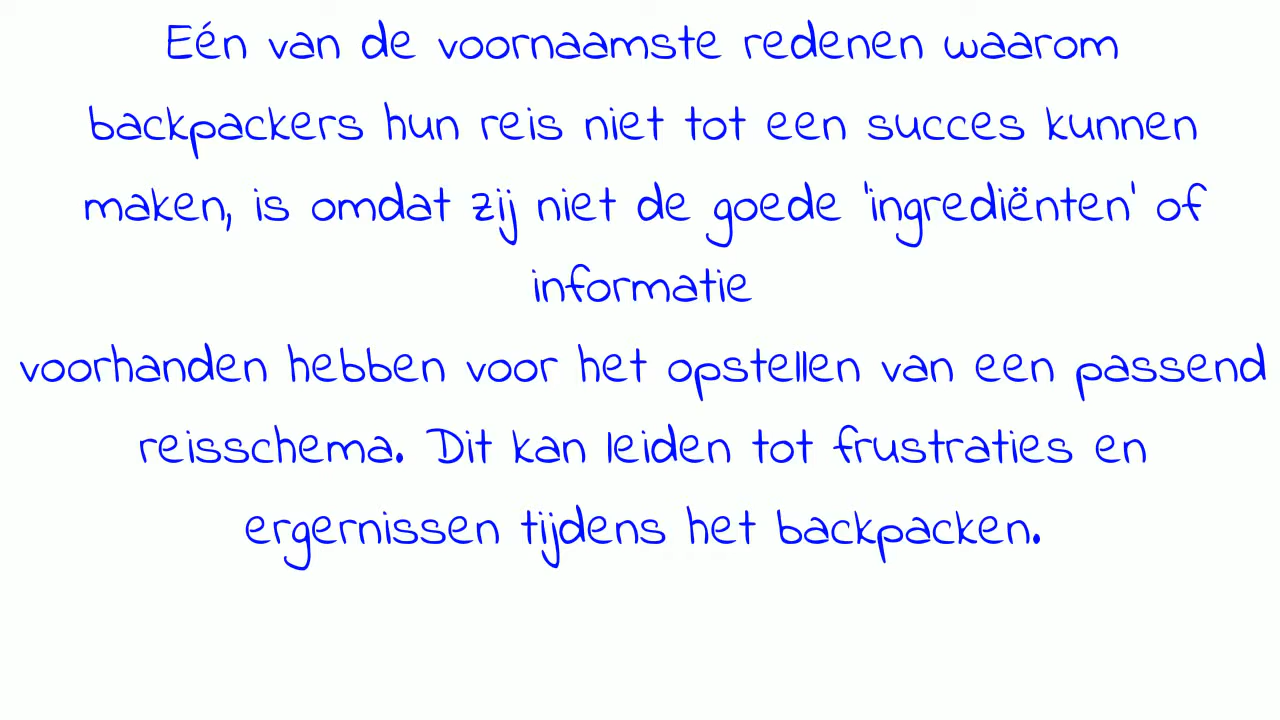 Eén van de voornaamste redenen waarom
backpackers hun reis niet tot een succes kunnen
maken, is omdat zij niet de goede 'ingrediënten' of
informatie
voorhanden hebben voor het opstellen van een passend
reisschema. Dit kan leiden tot frustraties en
ergernissen tijdens het backpacken.